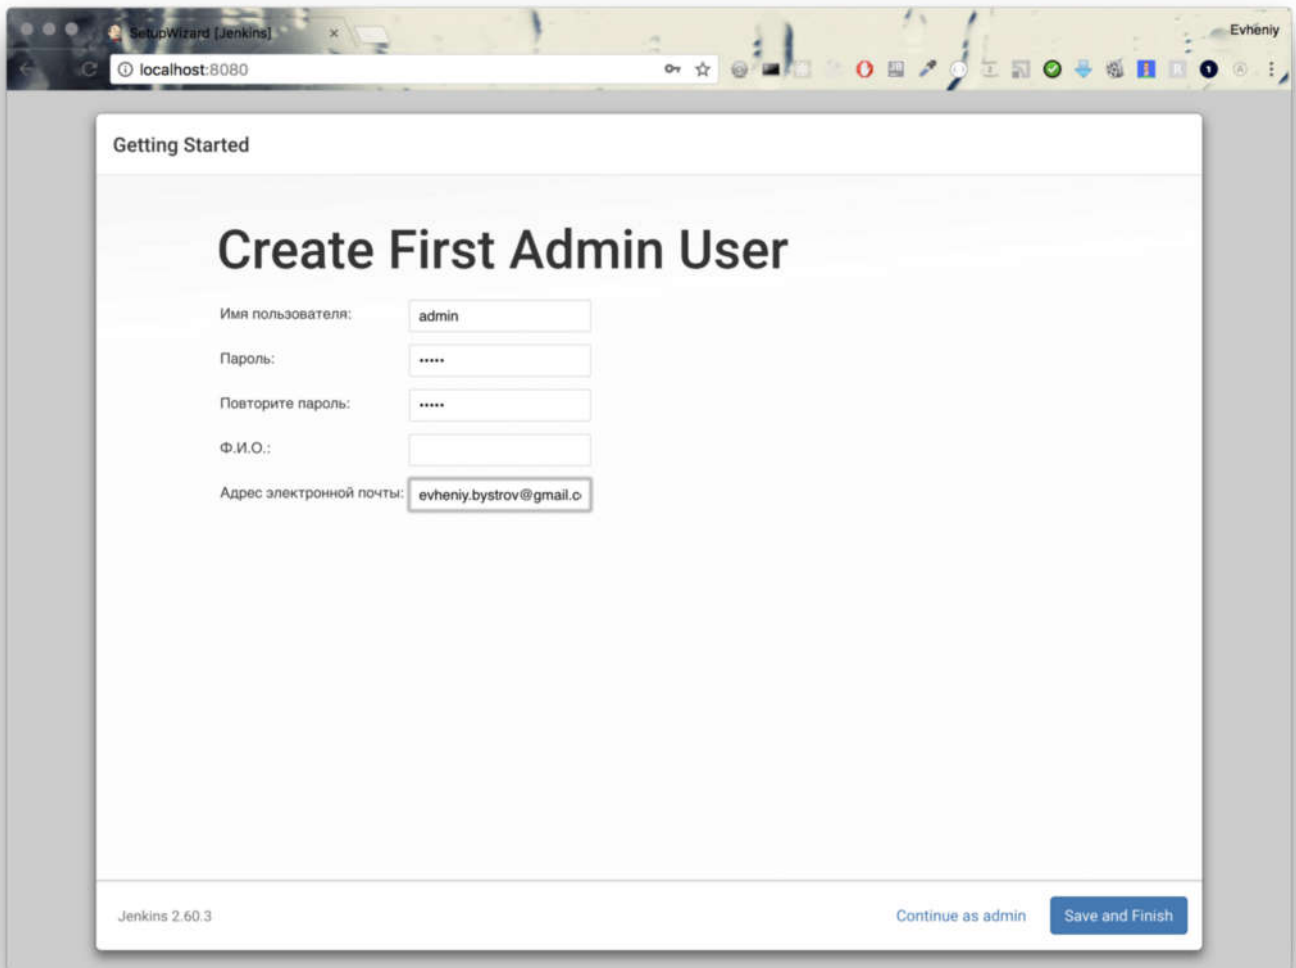 SetupWizard [Jenkins]
Evheniy
localhost:8080
Getting Started
Create First Admin User
Имя пользователя:
admin
Пароль:
•••••
Повторите пароль:
•••••
Ф.И.О.:
Адрес электронной почты:
evheniy.bystrov@gmail.c
Jenkins 2.60.3
Continue as admin
Save and Finish